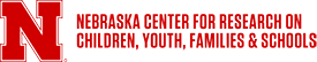 N
NEBRASKA CENTER FOR RESEARCH ON
CHILDREN, YOUTH, FAMILIES & SCHOOLS